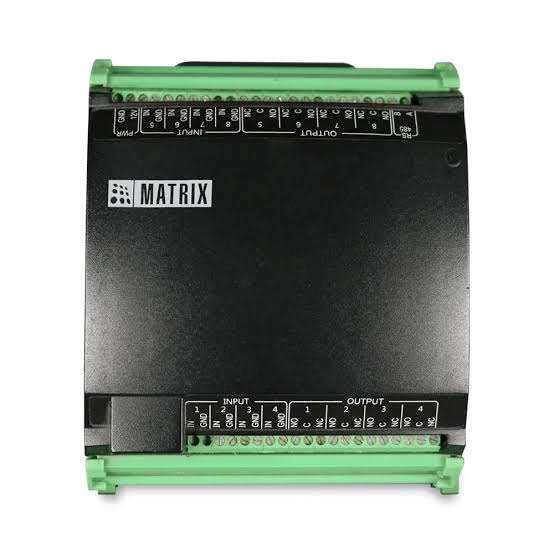 GND 12V IN GND IN GND IN GND IN GND NC C NO NC C NO NC C NO NC C NO B A
5 6 7 8 5 6 7 8 RS 485
PWR INPUT OUTPUT
MATRIX
INPUT OUTPUT
1 2 3 4 1 2 3 4
IN GND IN GND IN GND IN GND NO C NC NO C NC NO C NC NO C NC